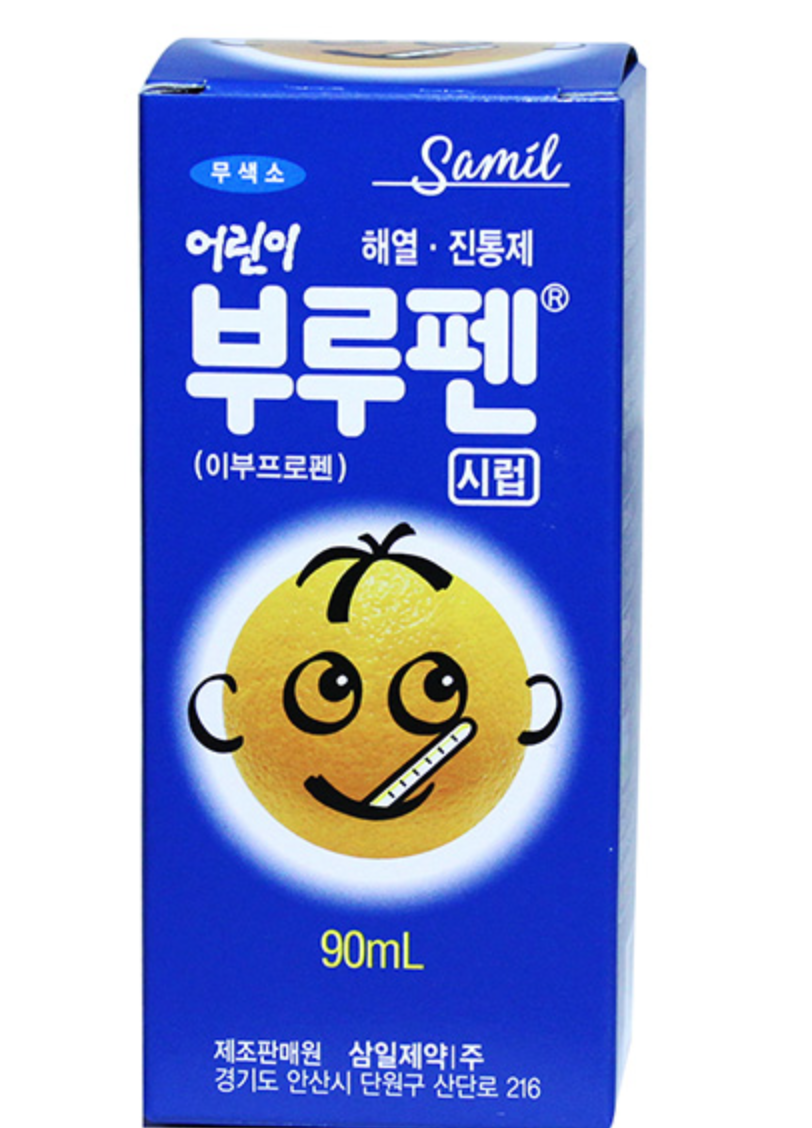 무색소
Samil
어린이 해열·진통제
부루펜®
(이부프로펜)
시럽
90mL
제조판매원 삼일제약|주
경기도 안산시 단원구 산단로 216